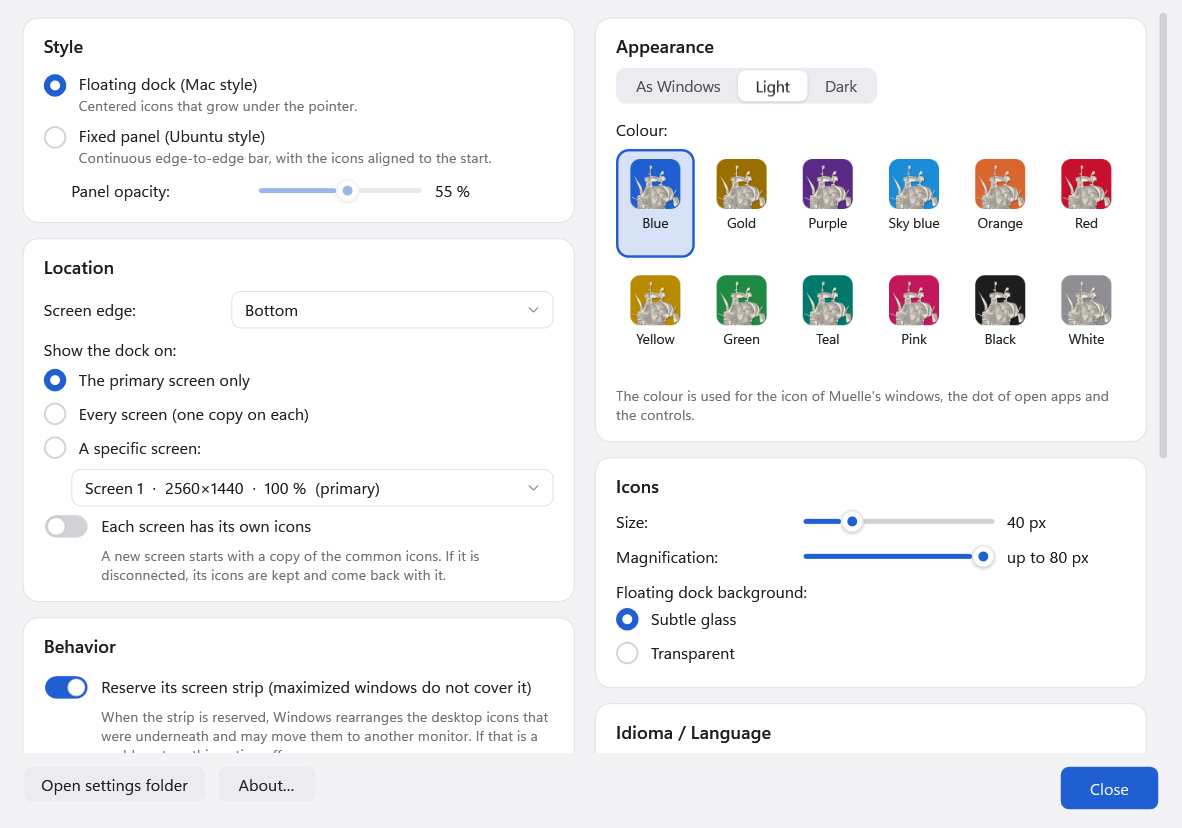 Style
Floating dock (Mac style)
Centered icons that grow under the pointer.
Fixed panel (Ubuntu style)
Continuous edge-to-edge bar, with the icons aligned to the start.
Panel opacity:
55 %
Location
Screen edge:
Bottom
Show the dock on:
The primary screen only
Every screen (one copy on each)
A specific screen:
Screen 1 · 2560×1440 · 100 % (primary)
Each screen has its own icons
A new screen starts with a copy of the common icons. If it is
disconnected, its icons are kept and come back with it.
Behavior
Reserve its screen strip (maximized windows do not cover it)
When the strip is reserved, Windows rearranges the desktop icons that
were underneath and may move them to another monitor. If that is a
Appearance
As Windows Light Dark
Colour:
Blue Gold Purple Sky blue Orange Red
Yellow Green Teal Pink Black White
The colour is used for the icon of Muelle's windows, the dot of open apps and
the controls.
Icons
Size:
40 px
Magnification:
up to 80 px
Floating dock background:
Subtle glass
Transparent
Idioma / Language
Open settings folder
About...
Close